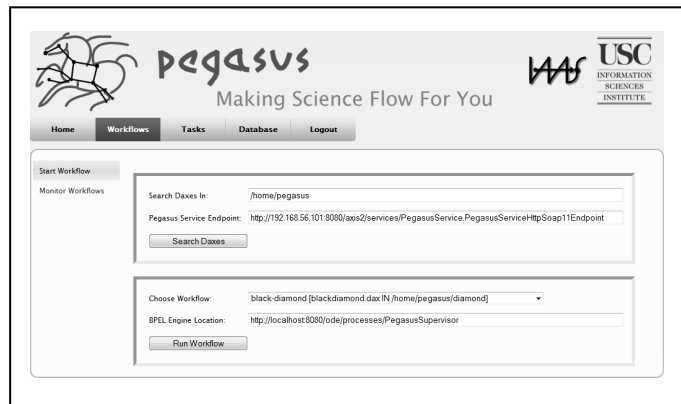 pegasus
Making Science Flow For You
IAAS
USC
INFORMATION
SCIENCES
INSTITUTE
Home Workflows Tasks Database Logout
Start Workflow
Monitor Workflows
Search Daxes In: /home/pegasus
Pegasus Service Endpoint: http://192.168.56.101:8080/axis2/services/PegasusService.PegasusServiceHttpSoap11Endpoint
Search Daxes
Choose Workflow: black-diamond [blackdiamond.dax IN /home/pegasus/diamond]
BPEL Engine Location: http://localhost:8080/ode/processes/PegasusSupervisor
Run Workflow